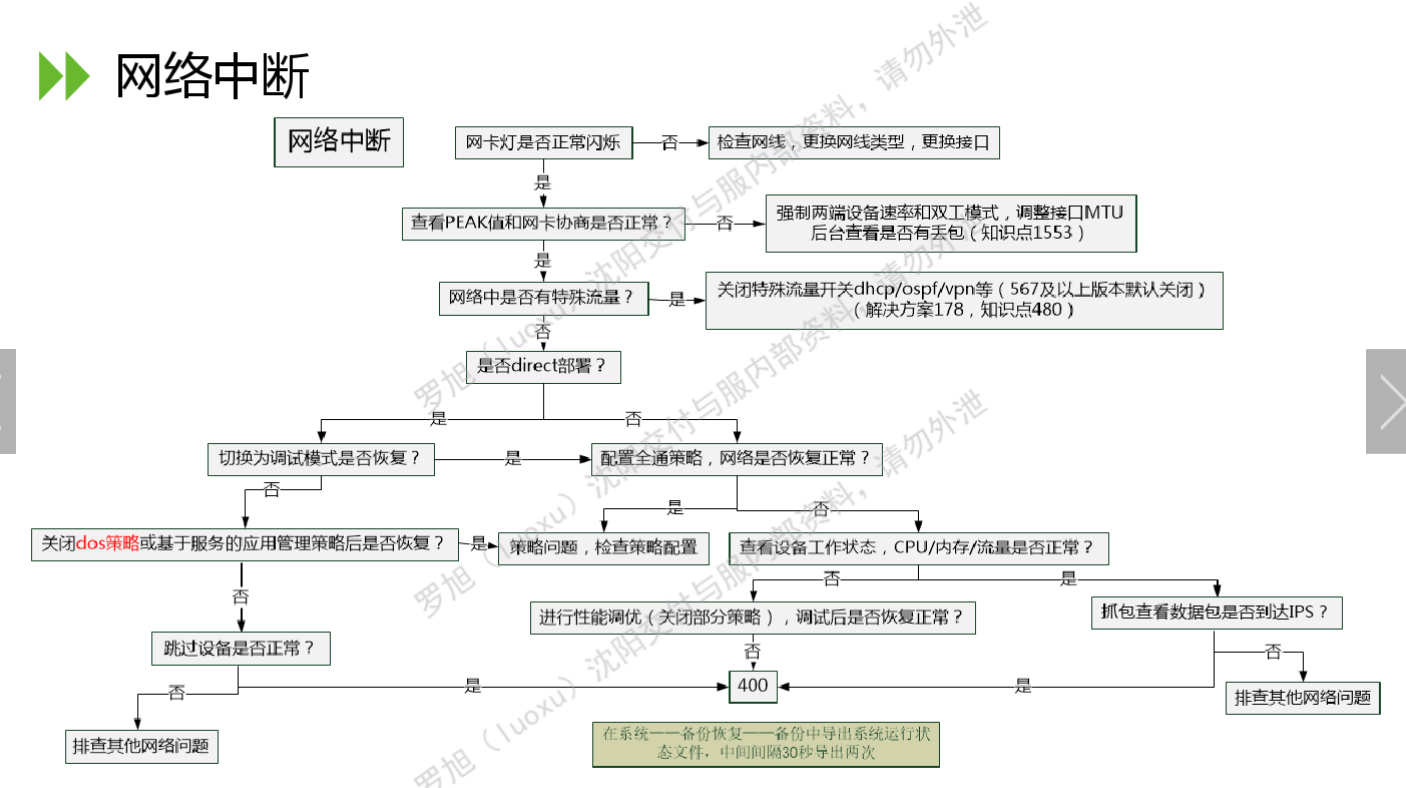 网络中断
网络中断
网卡灯是否正常闪烁
否
检查网线，更换网线类型，更换接口
是
查看PEAK值和网卡协商是否正常？
否
强制两端设备速率和双工模式，调整接口MTU
后台查看是否有丢包（知识点1553）
是
网络中是否有特殊流量？
是
关闭特殊流量开关dhcp/ospf/vpn等（567及以上版本默认关闭）
（解决方案178，知识点480）
否
是否direct部署？
是
否
切换为调试模式是否恢复？
是
配置全通策略，网络是否恢复正常？
否
是
否
关闭dos策略或基于服务的应用管理策略后是否恢复？
是
策略问题，检查策略配置
查看设备工作状态，CPU/内存/流量是否正常？
否
是
否
进行性能调优（关闭部分策略），调试后是否恢复正常？
抓包查看数据包是否到达IPS？
跳过设备是否正常？
否
否
否
是
400
是
排查其他网络问题
排查其他网络问题
在系统——备份恢复——备份中导出系统运行状
态文件，中间间隔30秒导出两次
罗旭（luoxu）沈阳交付与服内部资料，请勿外泄
罗旭（luoxu）沈阳交付与服内部资料，请勿外泄
罗旭（luoxu）沈阳交付与服内部资料，请勿外泄